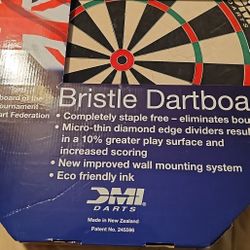 board of the
ournament
art Federation
Bristle Dartboa
• Completely staple free – eliminates bou
• Micro-thin diamond edge dividers result
in a 10% greater play surface and
increased scoring
• New improved wall mounting system
• Eco friendly ink
DMI
DARTS
Made in New Zealand
Patent No. 245596